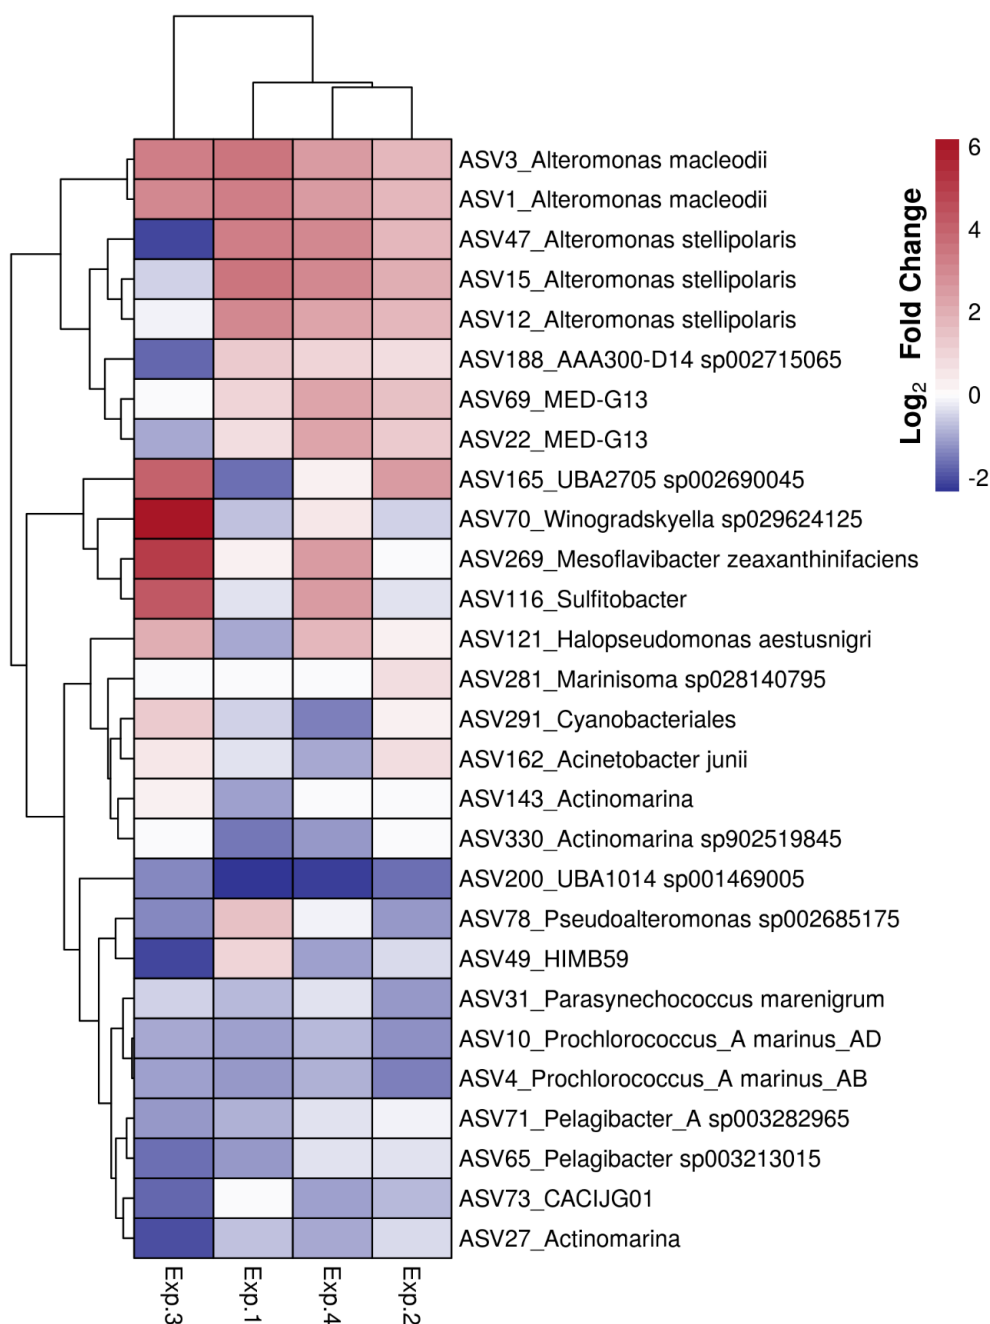 ASV3_Alteromonas macleodii
ASV1_Alteromonas macleodii
ASV47_Alteromonas stellipolaris
ASV15_Alteromonas stellipolaris
ASV12_Alteromonas stellipolaris
ASV188_AAA300-D14 sp002715065
ASV69_MED-G13
ASV22_MED-G13
ASV165_UBA2705 sp002690045
ASV70_Winogradskyella sp029624125
ASV269_Mesoflavibacter zeaxanthinifaciens
ASV116_Sulfitobacter
ASV121_Halopseudomonas aestusnigri
ASV281_Marinisoma sp028140795
ASV291_Cyanobacteriales
ASV162_Acinetobacter junii
ASV143_Actinomarina
ASV330_Actinomarina sp902519845
ASV200_UBA1014 sp001469005
ASV78_Pseudoalteromonas sp002685175
ASV49_HIMB59
ASV31_Parasynechococcus marenigrum
ASV10_Prochlorococcus_A marinus_AD
ASV4_Prochlorococcus_A marinus_AB
ASV71_Pelagibacter_A sp003282965
ASV65_Pelagibacter sp003213015
ASV73_CACIJG01
ASV27_Actinomarina
Exp.3
Exp.1
Exp.4
Exp.2
Log₂ Fold Change
6
4
2
0
-2